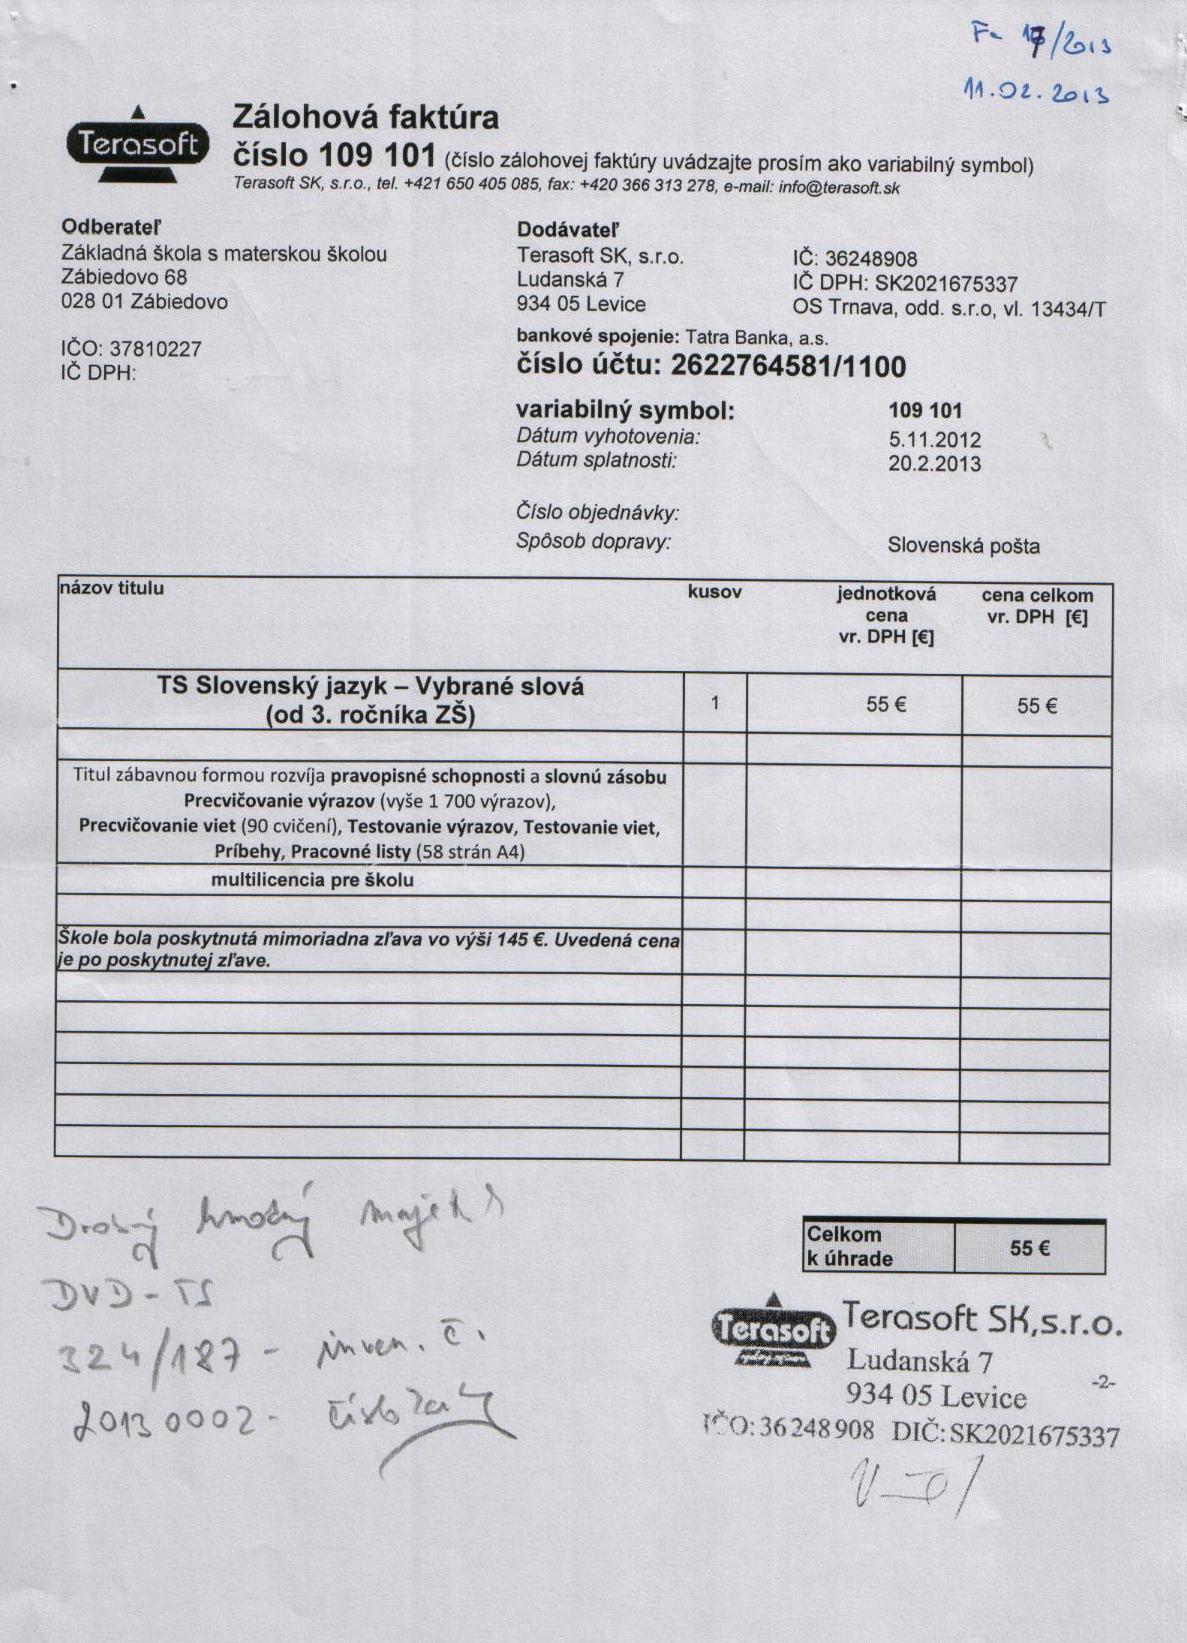 Fa 17/2013
11.02.2013
Terasoft
Zálohová faktúra
číslo 109 101 (číslo zálohovej faktúry uvádzajte prosím ako variabilný symbol)
Terasoft SK, s.r.o., tel. +421 650 405 085, fax: +420 366 313 278, e-mail: info@terasoft.sk
Odberateľ
Základná škola s materskou školou
Zábiedovo 68
028 01 Zábiedovo
IČO: 37810227
IČ DPH:
Dodávateľ
Terasoft SK, s.r.o. IČ: 36248908
Ludanská 7 IČ DPH: SK2021675337
934 05 Levice OS Trnava, odd. s.r.o, vl. 13434/T
bankové spojenie: Tatra Banka, a.s.
číslo účtu: 2622764581/1100
variabilný symbol: 109 101
Dátum vyhotovenia: 5.11.2012
Dátum splatnosti: 20.2.2013
Číslo objednávky:
Spôsob dopravy: Slovenská pošta
názov titulu kusov jednotková cena celkom
cena vr. DPH [€]
vr. DPH [€]
TS Slovenský jazyk – Vybrané slová
(od 3. ročníka ZŠ) 1 55 € 55 €
Titul zábavnou formou rozvíja pravopisné schopnosti a slovnú zásobu
Precvičovanie výrazov (vyše 1 700 výrazov),
Precvičovanie viet (90 cvičení), Testovanie výrazov, Testovanie viet,
Príbehy, Pracovné listy (58 strán A4)
multilicencia pre školu
Škole bola poskytnutá mimoriadna zľava vo výši 145 €. Uvedená cena
je po poskytnutej zľave.
Drobný hmotný majetok
DVD - TS
324/187 - inven. č.
20130002 - číslo
Celkom
k úhrade 55 €
Terasoft
Terasoft SK,s.r.o.
Ludanská 7
934 05 Levice -2-
IČO:36248908 DIČ:SK2021675337